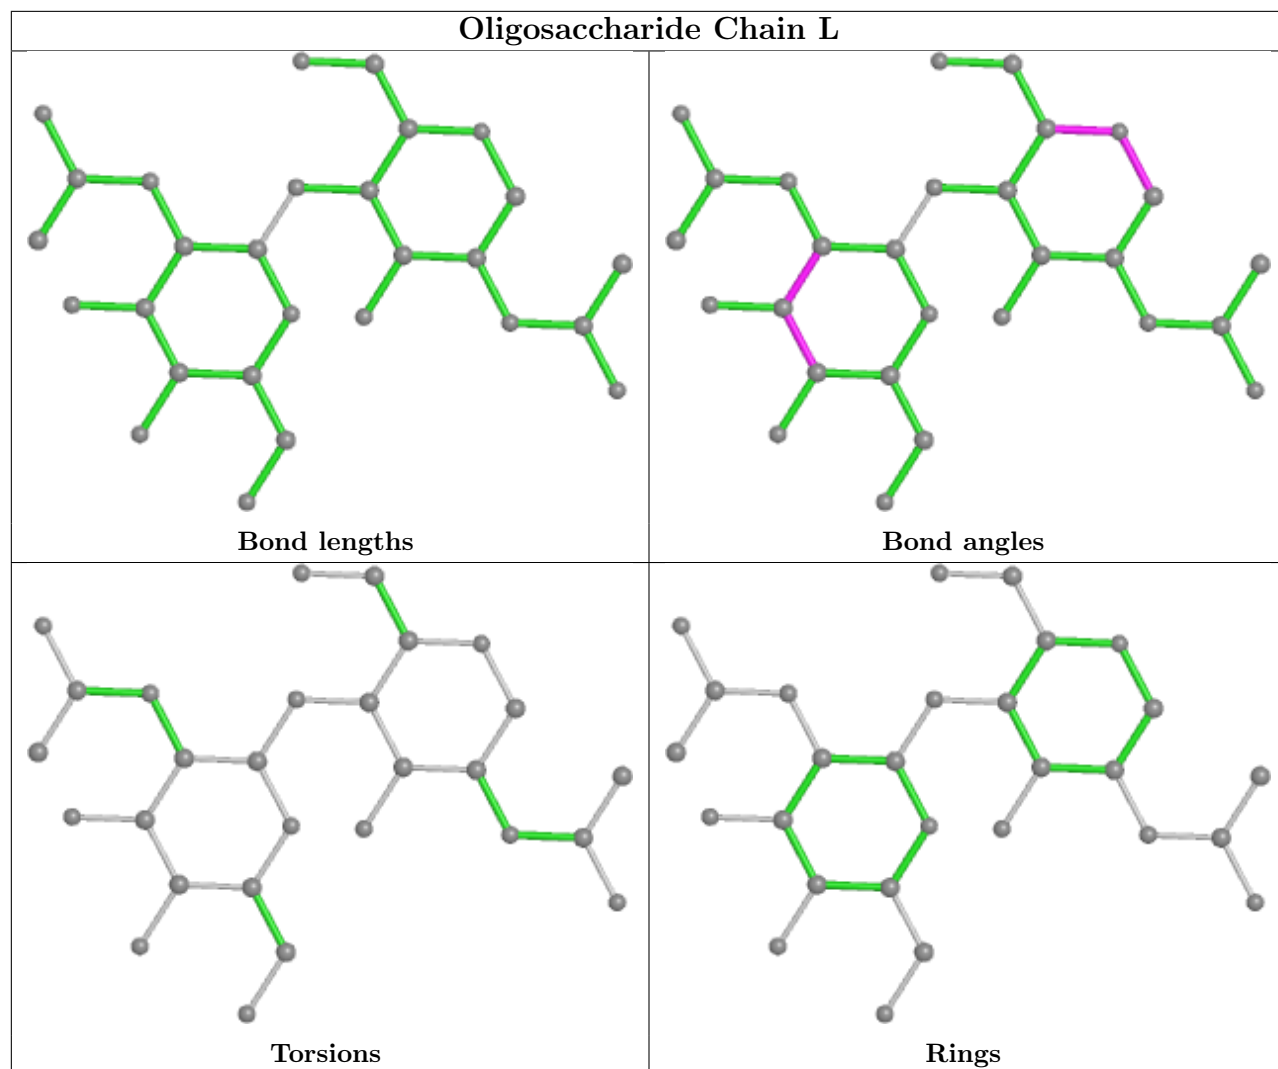 Oligosaccharide Chain L
Bond lengths
Bond angles
Torsions
Rings